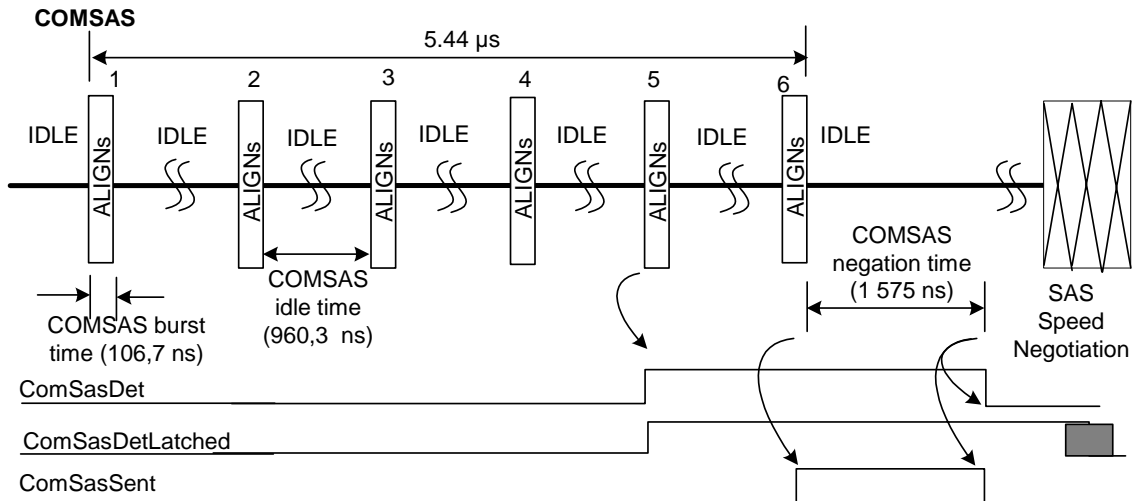 COMSAS
5.44 µs
1
2
3
4
5
6
IDLE
IDLE
IDLE
IDLE
IDLE
IDLE
IDLE
ALIGNs
ALIGNs
ALIGNs
ALIGNs
ALIGNs
ALIGNs
COMSAS burst
time (106,7 ns)
COMSAS
idle time
(960,3 ns)
COMSAS
negation time
(1 575 ns)
SAS
Speed
Negotiation
ComSasDet
ComSasDetLatched
ComSasSent